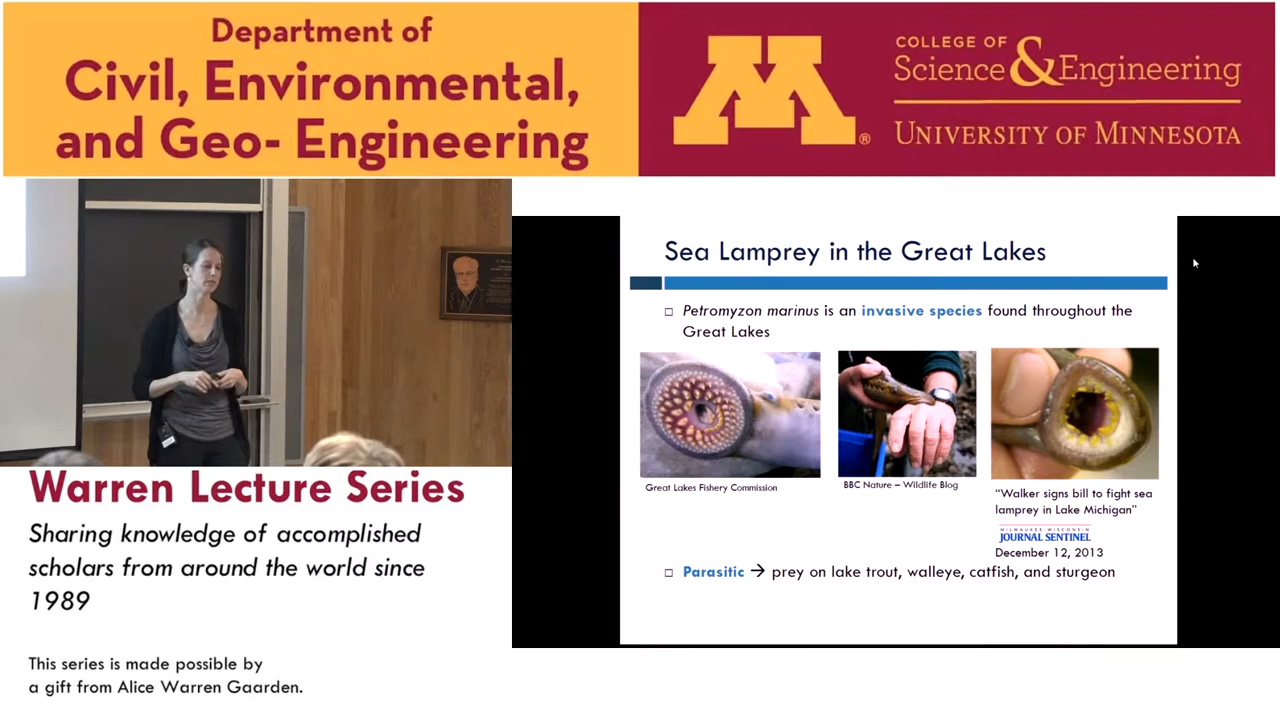 Department of
Civil, Environmental,
and Geo- Engineering
M®
COLLEGE OF
Science & Engineering
UNIVERSITY OF MINNESOTA
Warren Lecture Series
Sharing knowledge of accomplished
scholars from around the world since
1989
This series is made possible by
a gift from Alice Warren Gaarden.
Sea Lamprey in the Great Lakes
□ Petromyzon marinus is an invasive species found throughout the
Great Lakes
Great Lakes Fishery Commission
BBC Nature – Wildlife Blog
“Walker signs bill to fight sea
lamprey in Lake Michigan”
MILWAUKEE·WISCONSIN
JOURNAL SENTINEL
December 12, 2013
□ Parasitic → prey on lake trout, walleye, catfish, and sturgeon